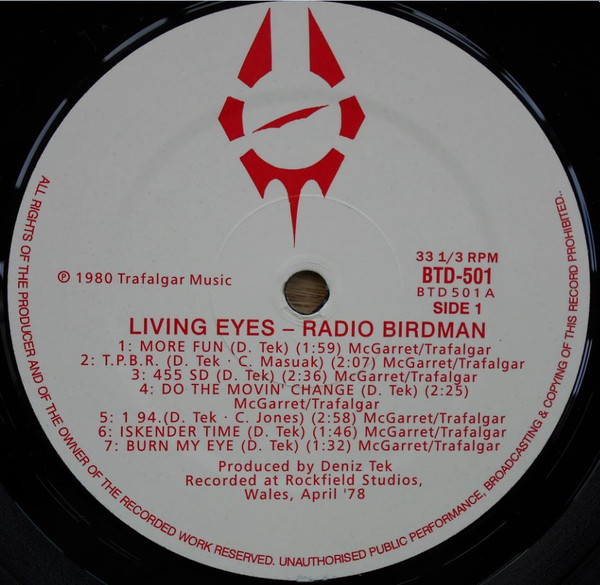 ℗ 1980 Trafalgar Music
33 1/3 RPM
BTD-501
BTD501A
SIDE 1
LIVING EYES – RADIO BIRDMAN
1: MORE FUN (D. Tek) (1:59) McGarret/Trafalgar
2: T.P.B.R. (D. Tek · C. Masuak) (2:07) McGarret/Trafalgar
3: 455 SD (D. Tek) (2:36) McGarret/Trafalgar
4: DO THE MOVIN' CHANGE (D. Tek) (2:25)
McGarret/Trafalgar
5: 1 94.(D. Tek · C. Jones) (2:58) McGarret/Trafalgar
6: ISKENDER TIME (D. Tek) (1:46) McGarret/Trafalgar
7: BURN MY EYE (D. Tek) (1:32) McGarret/Trafalgar
Produced by Deniz Tek
Recorded at Rockfield Studios,
Wales, April '78
ALL RIGHTS OF THE PRODUCER AND OF THE OWNER OF THE RECORDED WORK RESERVED. UNAUTHORISED PUBLIC PERFORMANCE, BROADCASTING & COPYING OF THIS RECORD PROHIBITED..